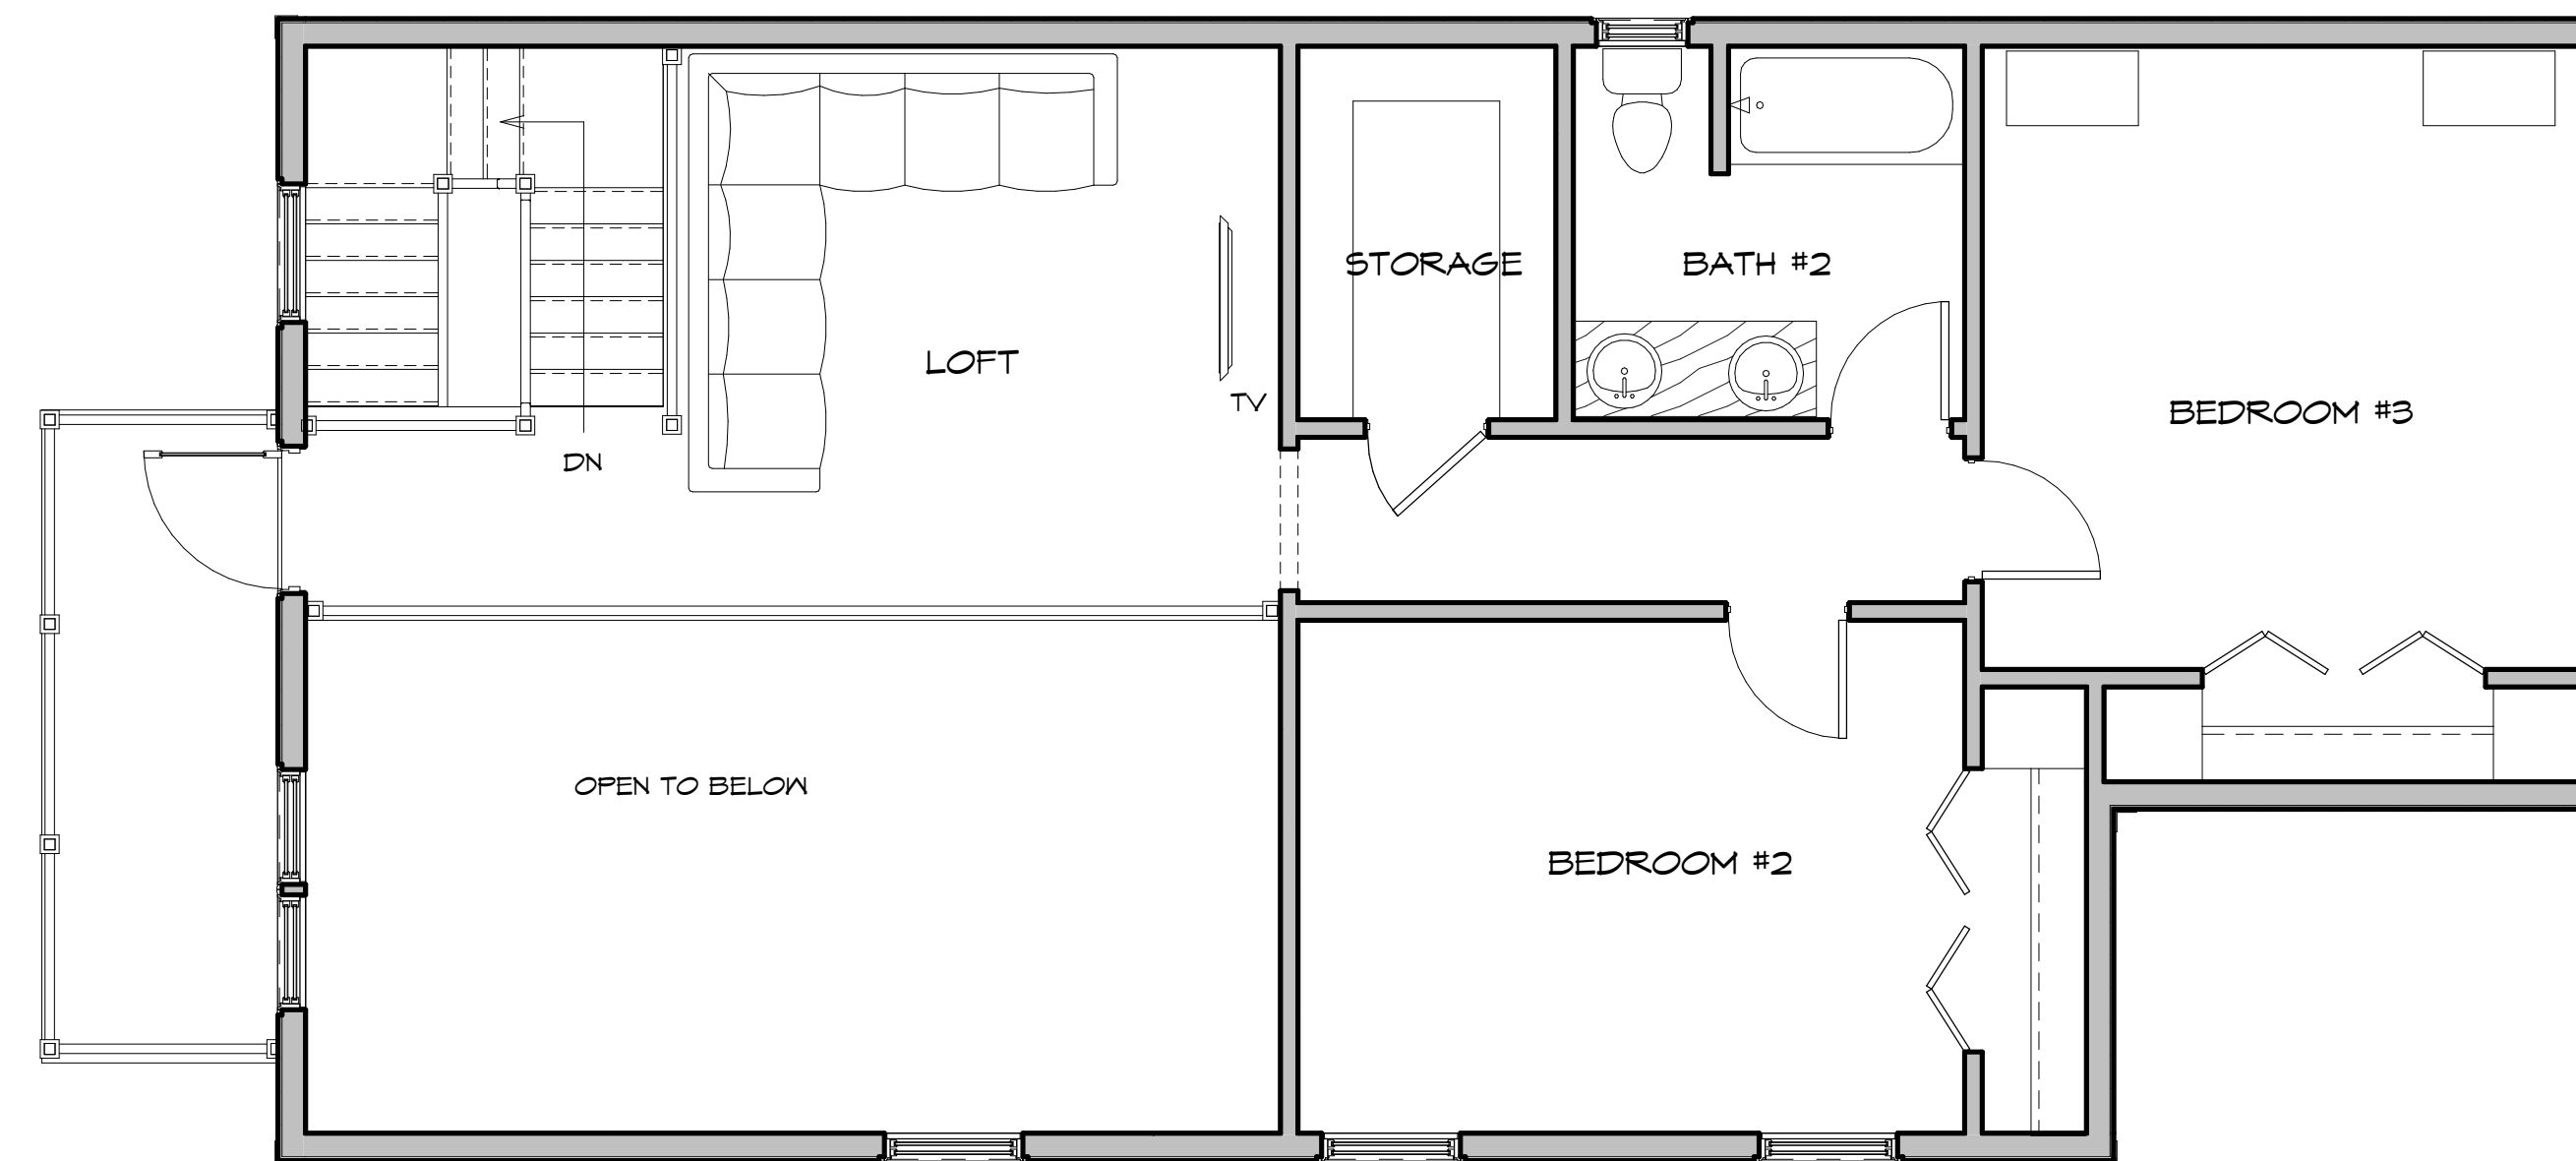 STORAGE
BATH #2
LOFT
TV
BEDROOM #3
DN
OPEN TO BELOW
BEDROOM #2